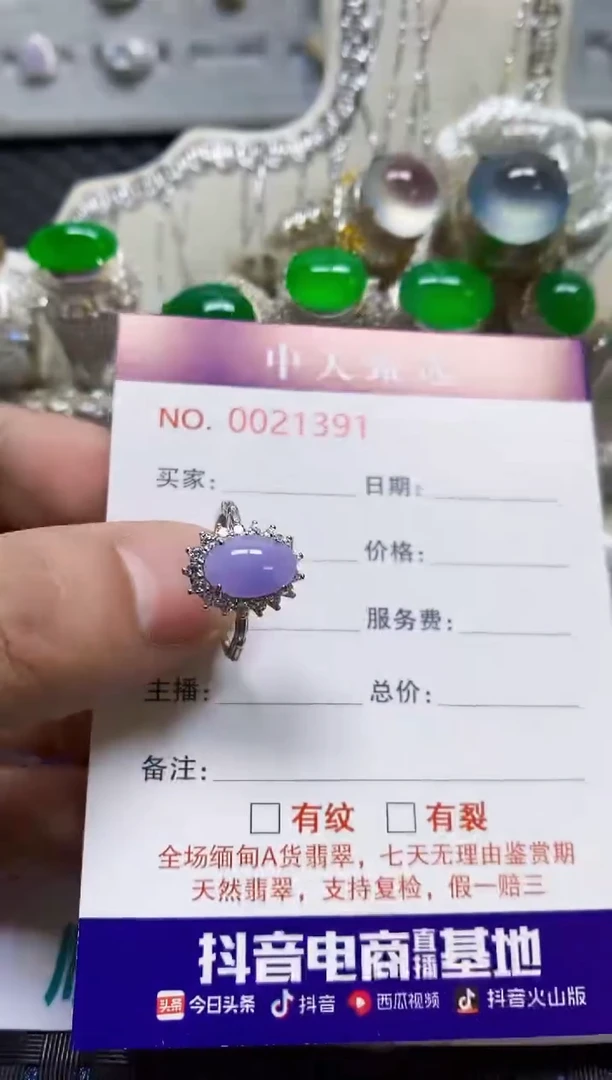 NO. 0021391
买家: 日期:
价格:
服务费:
主播: 总价:
备注:
有纹 有裂
全场缅甸A货翡翠，七天无理由鉴赏期
天然翡翠，支持复检，假一赔三
抖音电商直播基地
头条 今日头条 抖音 西瓜视频 抖音火山版